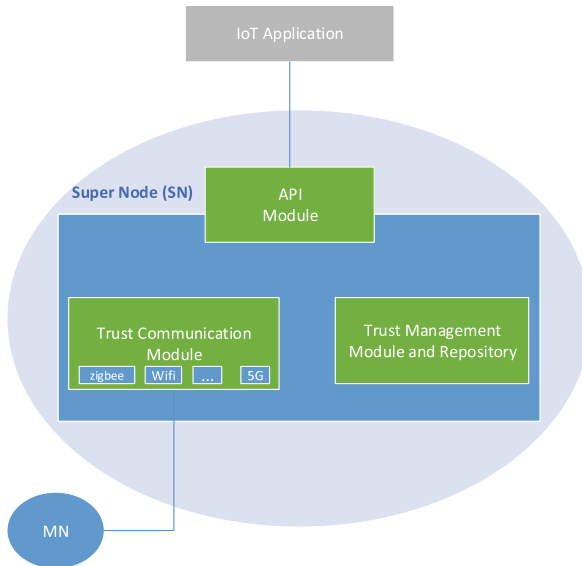 IoT Application
API
Module
Super Node (SN)
Trust Communication
Module
zigbee Wifi ... 5G
Trust Management
Module and Repository
MN